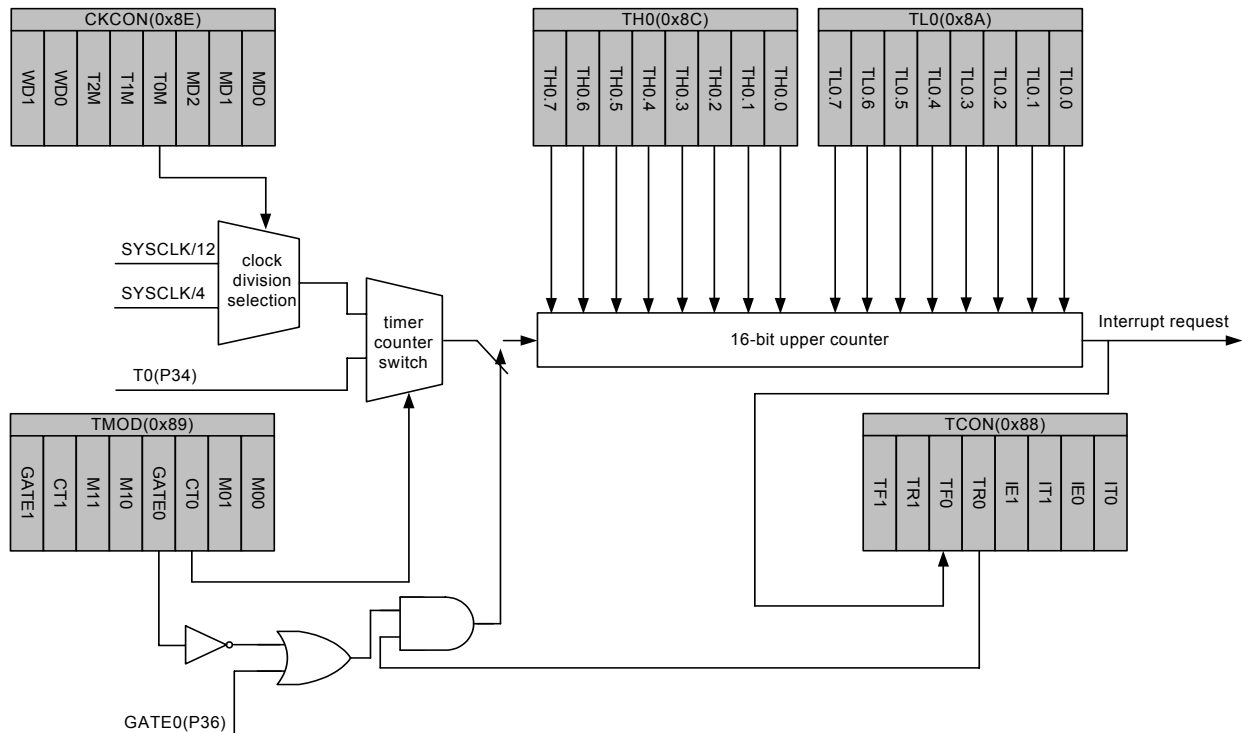 CKCON(0x8E)
WD1
WD0
T2M
T1M
T0M
MD2
MD1
MD0
TH0(0x8C)
TH0.7
TH0.6
TH0.5
TH0.4
TH0.3
TH0.2
TH0.1
TH0.0
TL0(0x8A)
TL0.7
TL0.6
TL0.5
TL0.4
TL0.3
TL0.2
TL0.1
TL0.0
SYSCLK/12
SYSCLK/4
clock
division
selection
T0(P34)
timer
counter
switch
16-bit upper counter
Interrupt request
TMOD(0x89)
GATE1
CT1
M11
M10
GATE0
CT0
M01
M00
TCON(0x88)
TF1
TR1
TF0
TR0
IE1
IT1
IE0
IT0
GATE0(P36)